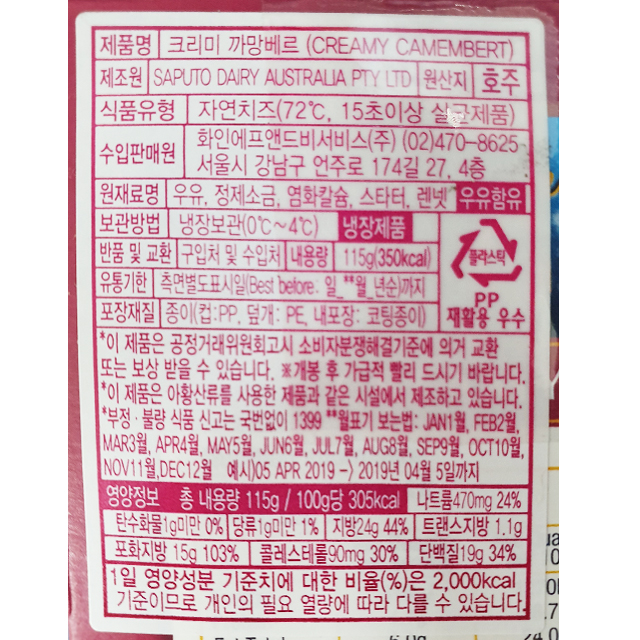 제품명 크리미 까망베르 (CREAMY CAMEMBERT)
제조원 SAPUTO DAIRY AUSTRALIA PTY LTD 원산지 호주
식품유형 자연치즈(72℃, 15초이상 살균제품)
수입판매원 화인에프앤드비서비스(주) (02)470-8625
서울시 강남구 언주로 174길 27, 4층
원재료명 우유, 정제소금, 염화칼슘, 스타터, 렌넷 우유함유
보관방법 냉장보관(0℃~4℃) 냉장제품
반품 및 교환 구입처 및 수입처 내용량 115g(350kcal)
유통기한 측면별도표시일(Best before: 일_**월_년순)까지
포장재질 종이(컵:PP, 덮개: PE, 내포장: 코팅종이)
플라스틱
PP
재활용 우수
*이 제품은 공정거래위원회고시 소비자분쟁해결기준에 의거 교환
또는 보상 받을 수 있습니다. ※개봉 후 가급적 빨리 드시기 바랍니다.
*이 제품은 아황산류를 사용한 제품과 같은 시설에서 제조하고 있습니다.
*부정·불량 식품 신고는 국번없이 1399 **월표기 보는법: JAN1월, FEB2월,
MAR3월, APR4월, MAY5월, JUN6월, JUL7월, AUG8월, SEP9월, OCT10월,
NOV11월,DEC12월 예시)05 APR 2019 -> 2019년 04월 5일까지
영양정보 총 내용량 115g / 100g당 305kcal 나트륨470mg 24%
탄수화물1g미만 0% 당류1g미만 1% 지방24g 44% 트랜스지방 1.1g
포화지방 15g 103% 콜레스테롤90mg 30% 단백질19g 34%
1일 영양성분 기준치에 대한 비율(%)은 2,000kcal
기준이므로 개인의 필요 열량에 따라 다를 수 있습니다.